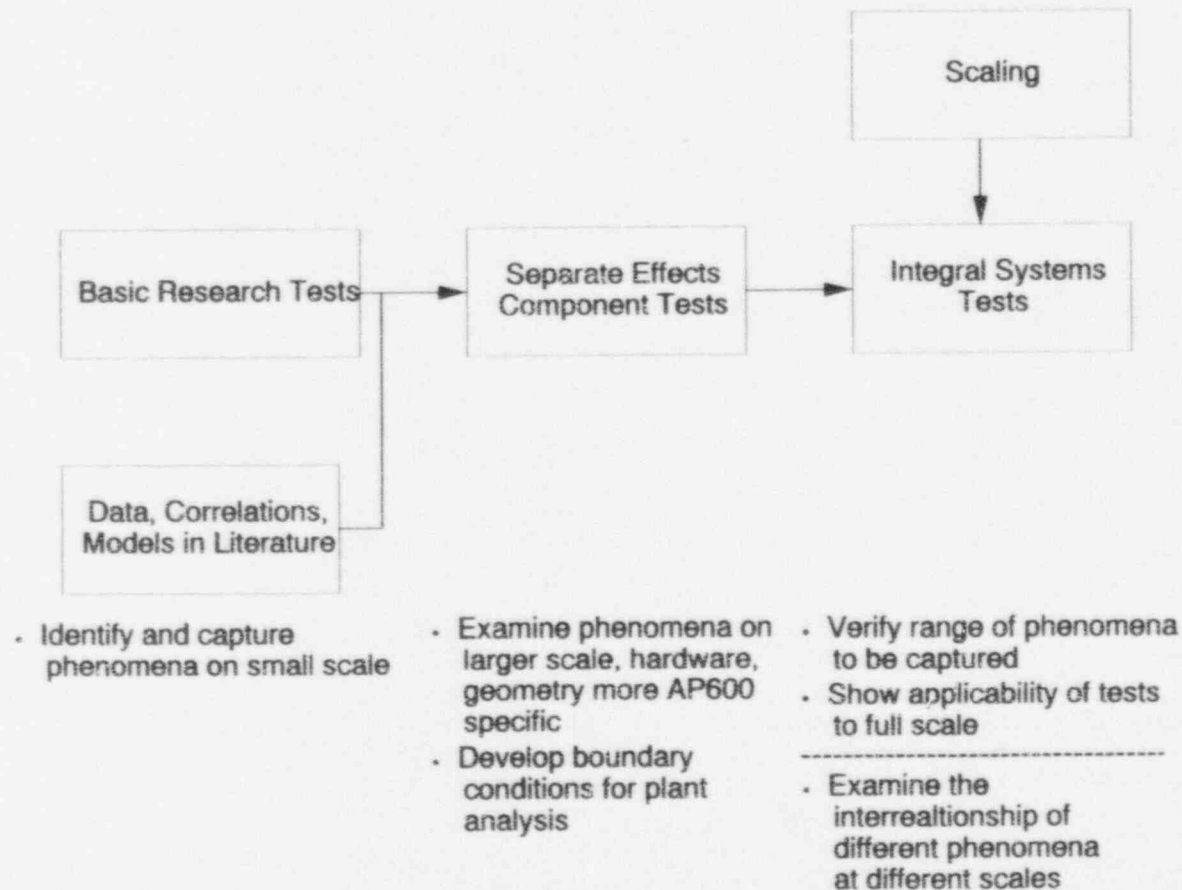 Scaling
Basic Research Tests
Separate Effects
Component Tests
Integral Systems
Tests
Data, Correlations,
Models in Literature
. Identify and capture
phenomena on small scale
. Examine phenomena on
larger scale, hardware,
geometry more AP600
specific
. Develop boundary
conditions for plant
analysis
. Verify range of phenomena
to be captured
. Show applicability of tests
to full scale
. Examine the
interrealtionship of
different phenomena
at different scales